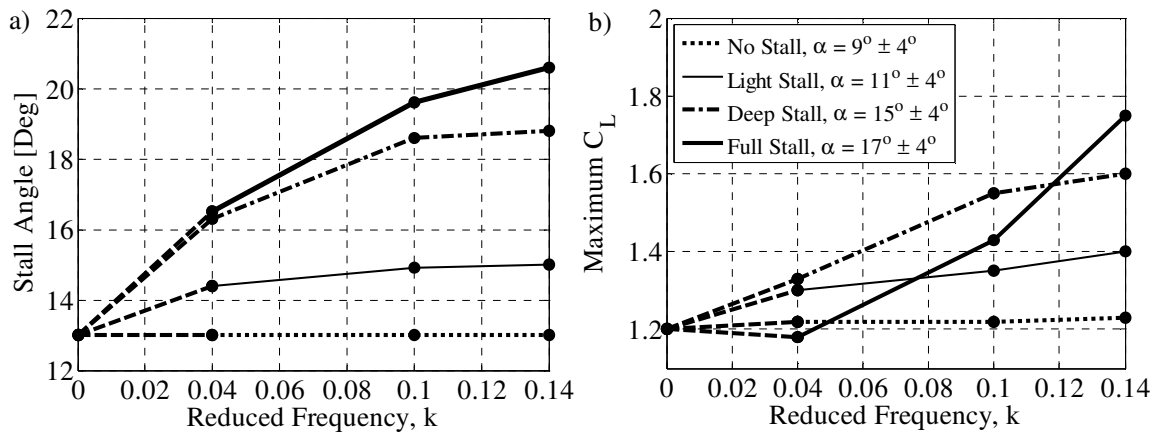 a)
Stall Angle [Deg]
22
20
18
16
14
12
0 0.02 0.04 0.06 0.08 0.1 0.12 0.14
Reduced Frequency, k
b)
Maximum C_L
2
1.8
1.6
1.4
1.2
0 0.02 0.04 0.06 0.08 0.1 0.12 0.14
Reduced Frequency, k
No Stall, α = 9° ± 4°
Light Stall, α = 11° ± 4°
Deep Stall, α = 15° ± 4°
Full Stall, α = 17° ± 4°